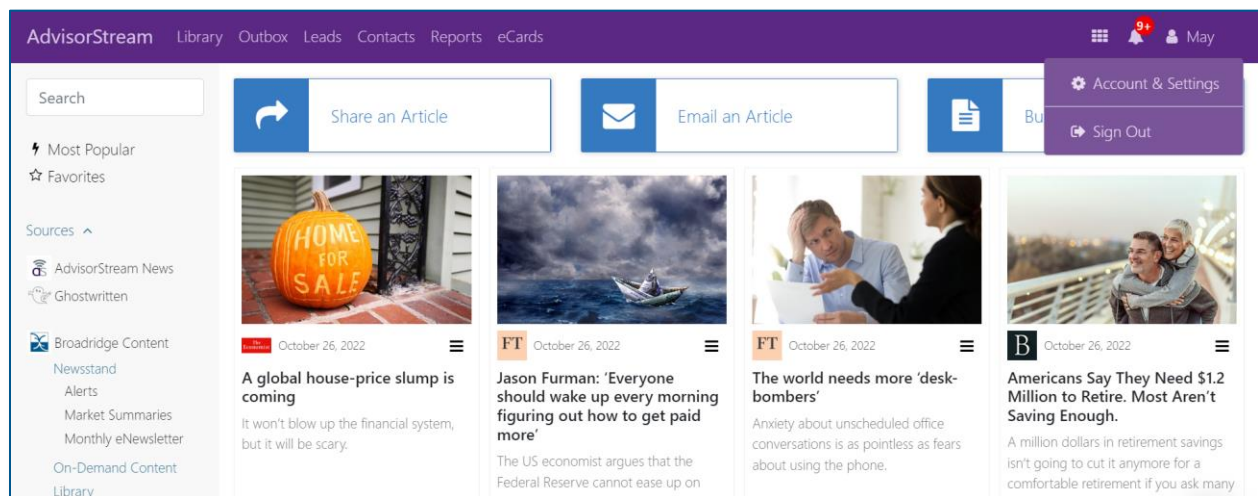 AdvisorStream Library Outbox Leads Contacts Reports eCards 9+ May
Account & Settings
Sign Out
Search
Most Popular
Favorites
Sources
AdvisorStream News
Ghostwritten
Broadridge Content
Newsstand
Alerts
Market Summaries
Monthly eNewsletter
On-Demand Content
Library
Share an Article
Email an Article
Bu
HOME
FOR
SALE
The
Economist
October 26, 2022
A global house-price slump is
coming
It won't blow up the financial system,
but it will be scary.
FT October 26, 2022
Jason Furman: 'Everyone
should wake up every morning
figuring out how to get paid
more'
The US economist argues that the
Federal Reserve cannot ease up on
FT October 26, 2022
The world needs more 'desk-
bombers'
Anxiety about unscheduled office
conversations is as pointless as fears
about using the phone.
B October 26, 2022
Americans Say They Need $1.2
Million to Retire. Most Aren't
Saving Enough.
A million dollars in retirement savings
isn't going to cut it anymore for a
comfortable retirement if you ask many